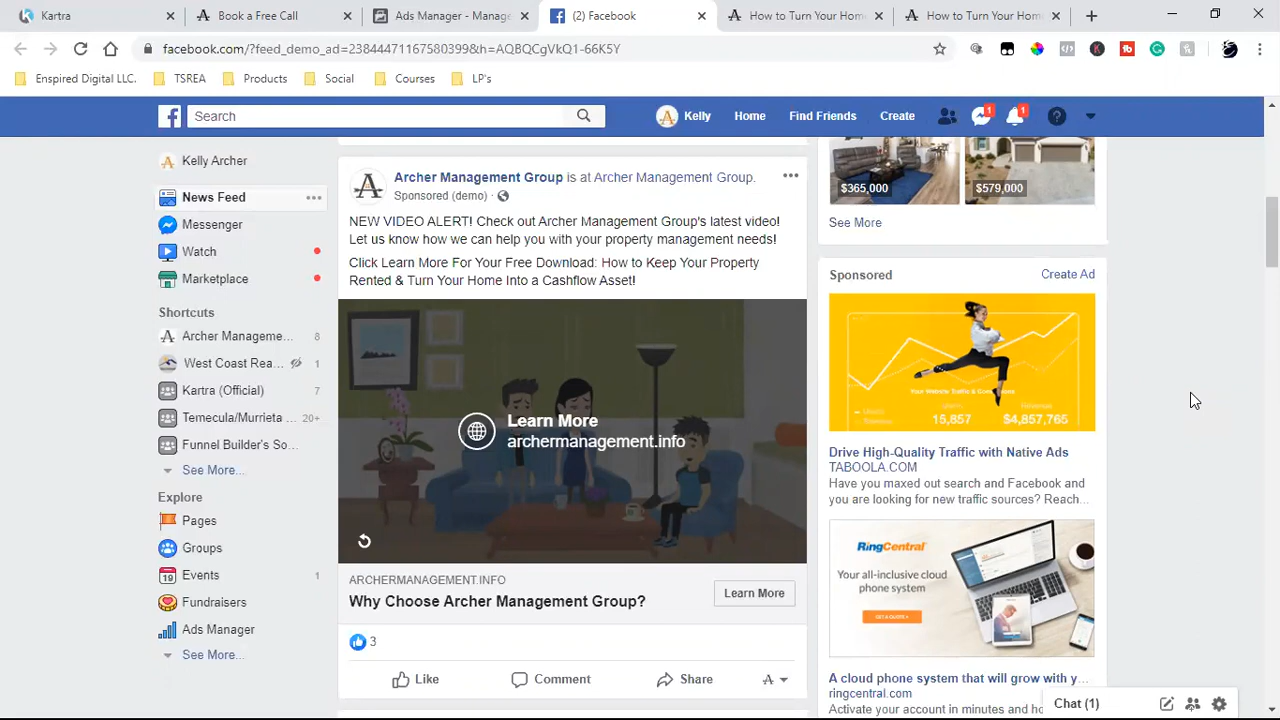 Kartra
Book a Free Call
Ads Manager - Manage
(2) Facebook
How to Turn Your Hom
How to Turn Your Hom
facebook.com/?feed_demo_ad=23844471167580399&h=AQBQCgVkQ1-66K5Y
Enspired Digital LLC.
TSREA
Products
Social
Courses
LP's
Search
Kelly
Home
Find Friends
Create
1
1
Kelly Archer
News Feed
Messenger
Watch
Marketplace
Shortcuts
Archer Manageme... 8
West Coast Rea... 1
Kartra (Official) 7
Temecula/Murrieta ... 20+
Funnel Builder's So...
See More...
Explore
Pages
Groups
Events 1
Fundraisers
Ads Manager
See More...
Archer Management Group is at Archer Management Group.
Sponsored (demo) ·
NEW VIDEO ALERT! Check out Archer Management Group's latest video!
Let us know how we can help you with your property management needs!
Click Learn More For Your Free Download: How to Keep Your Property
Rented & Turn Your Home Into a Cashflow Asset!
Learn More
archermanagement.info
ARCHERMANAGEMENT.INFO
Why Choose Archer Management Group?
Learn More
3
Like
Comment
Share
$365,000
$579,000
See More
Sponsored
Create Ad
15,857
$4,857,765
Drive High-Quality Traffic with Native Ads
TABOOLA.COM
Have you maxed out search and Facebook and
you are looking for new traffic sources? Reach...
RingCentral
Your all-inclusive cloud
phone system
GET A QUOTE
A cloud phone system that will grow with y...
ringcentral.com
Activate your account in minutes and ho
Chat (1)